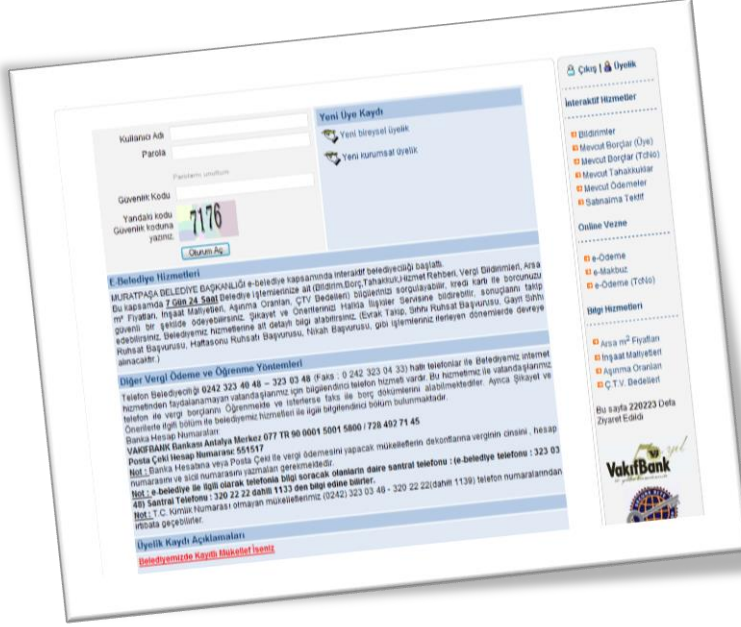 Kullanıcı Adı
Parola
Parolamı unuttum
Güvenlik Kodu
Yandaki kodu
Güvenlik koduna
yazınız.
7176
Oturum Aç
Yeni Üye Kaydı
Yeni bireysel üyelik
Yeni kurumsal üyelik
E-Belediye Hizmetleri
MURATPAŞA BELEDİYE BAŞKANLIĞI e-belediye kapsamında interaktif belediyeciliği başlattı.
Bu kapsamda 7 Gün 24 Saat Belediye işlemlerinize ait (Bildirim,Borç,Tahakkuk,Hizmet Rehberi, Vergi Bildirimleri, Arsa
m² Fiyatları, İnşaat Maliyetleri, Aşınma Oranları, ÇTV Bedelleri) bilgilerinizi sorgulayabilir, kredi kartı ile borcunuzu
güvenli bir şekilde ödeyebilirsiniz. Şikayet ve Önerilerinizi Halkla İlişkiler Servisine bildirebilir, sonuçlarını takip
edebilirsiniz. Belediyemiz hizmetlerine ait detaylı bilgi alabilirsiniz. (Evrak Takip, Sıhhi Ruhsat Başvurusu, Gayri Sıhhi
Ruhsat Başvurusu, Haftasonu Ruhsatı Başvurusu, Nikah Başvurusu, gibi işlemleriniz ilerleyen dönemlerde devreye
alınacaktır.)
Diğer Vergi Ödeme ve Öğrenme Yöntemleri
Telefon Belediyeciliği 0242 323 40 48 – 323 03 48 (Faks : 0 242 323 04 33) hatlı telefonlar ile Belediyemiz internet
hizmetinden faydalanamayan vatandaşlarımız için bilgilendirici telefon hizmeti vardır. Bu hizmetimiz ile vatandaşlarımız
telefon ile vergi borçlarını Öğrenmekte ve isterlerse faks ile borç dökümlerini alabilmektedirler. Ayrıca Şikayet ve
Önerilerle ilgili bölüm ile belediyemiz hizmetleri ile ilgili bilgilendirici bölüm bulunmaktadır.
Banka Hesap Numaraları:
VAKIFBANK Bankası Antalya Merkez 077 TR 90 0001 5001 5800 / 728 492 71 45
Posta Çeki Hesap Numarası: 551517
Not : Banka Hesabına veya Posta Çeki ile vergi ödemesini yapacak mükelleflerin dekontlarına verginin cinsini , hesap
numarasını ve sicil numarasını yazmaları gerekmektedir.
Not : e-belediye ile ilgili olarak telefonla bilgi soracak olanların daire santral telefonu : (e-belediye telefonu : 323 03
48) Santral Telefonu : 320 22 22 dahili 1133 den bilgi edine bilirler.
Not : T.C. Kimlik Numarası olmayan mükelleflerimiz (0242) 323 03 48 - 320 22 22(dahili 1139) telefon numaralarından
irtibata geçebilirler.
Üyelik Kaydı Açıklamaları
Belediyemizde Kayıtlı Mükellef İseniz
Çıkış | Üyelik
İnteraktif Hizmetler
Bildirimler
Mevcut Borçlar (Üye)
Mevcut Borçlar (TcNo)
Mevcut Tahakkuklar
Mevcut Ödemeler
Satınalma Teklif
Online Vezne
e-Ödeme
e-Makbuz
e-Ödeme (TcNo)
Bilgi Hizmetleri
Arsa m² Fiyatları
İnşaat Maliyetleri
Aşınma Oranları
Ç.T.V. Bedelleri
Bu sayfa 220223 Defa
Ziyaret Edildi
VakıfBank